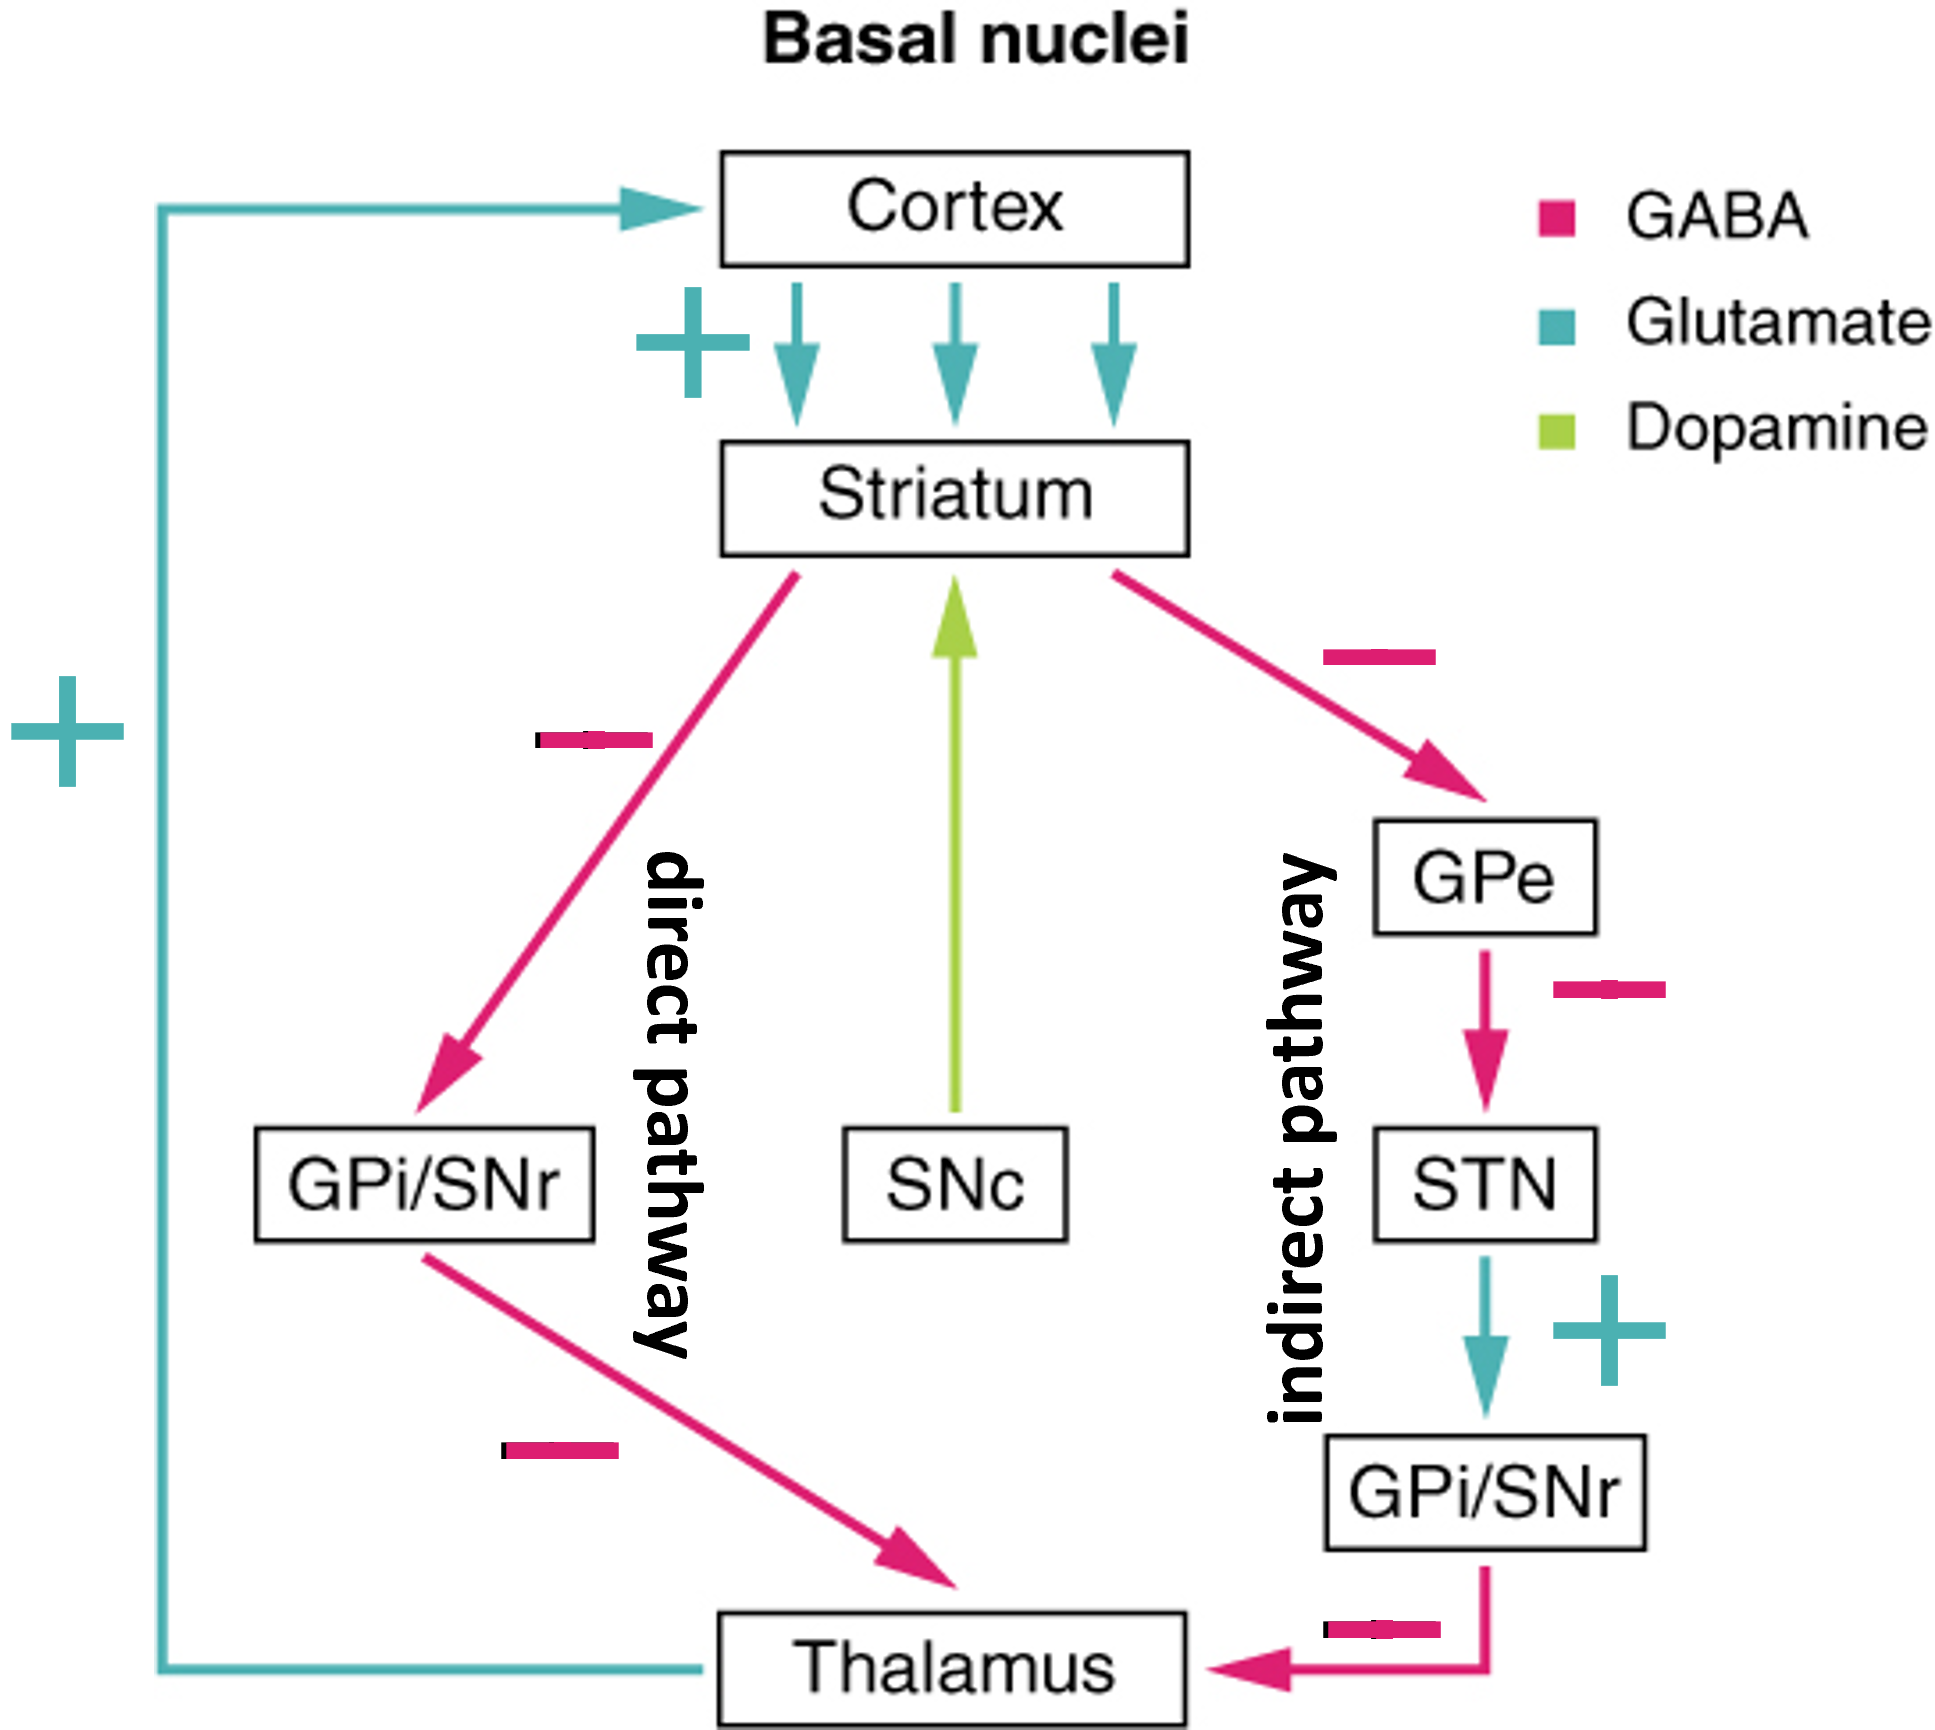 Basal nuclei
Cortex
GABA
Glutamate
Dopamine
Striatum
GPe
direct pathway
indirect pathway
GPi/SNr
SNc
STN
GPi/SNr
Thalamus